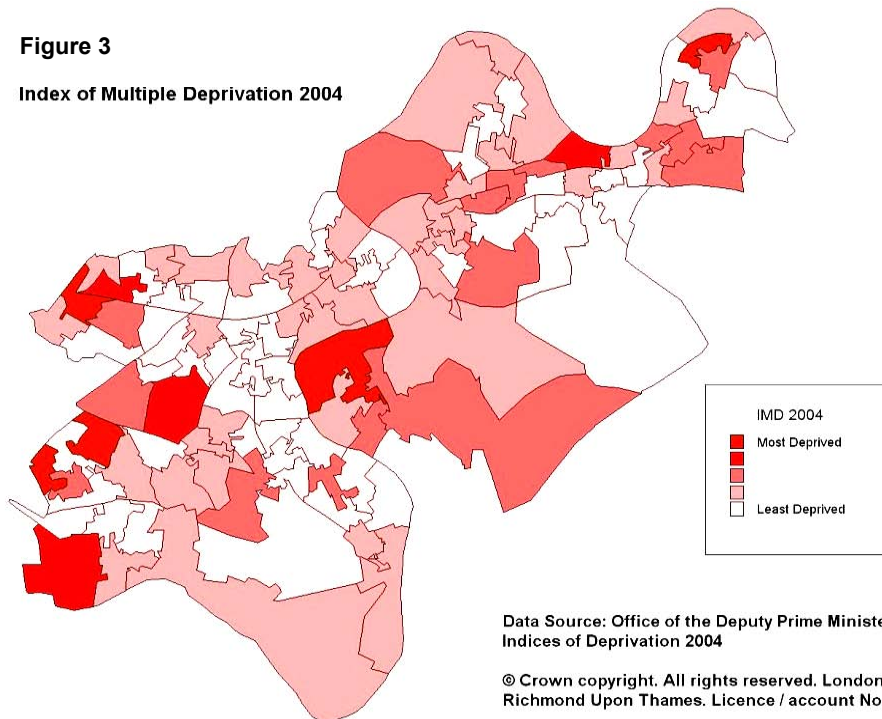 Figure 3
Index of Multiple Deprivation 2004
IMD 2004
Most Deprived
Least Deprived
Data Source: Office of the Deputy Prime Ministe
Indices of Deprivation 2004
© Crown copyright. All rights reserved. London
Richmond Upon Thames. Licence / account No